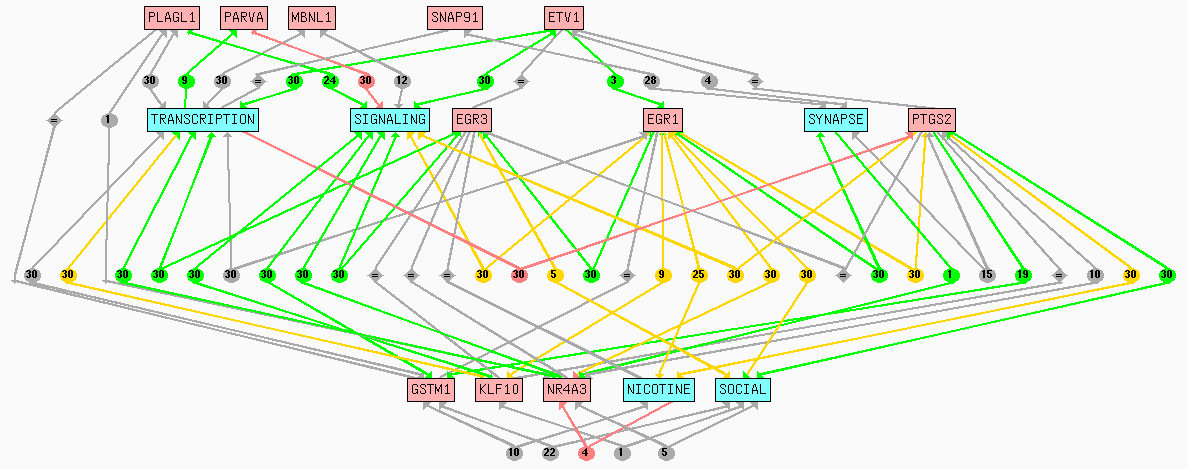 PLAGL1 PARVA MBNL1 SNAP91 ETV1
30 9 30 = 30 24 30 12 30 = 3 28 4 =
= 1 TRANSCRIPTION SIGNALING EGR3 EGR1 SYNAPSE PTGS2
30 30 30 30 30 30 30 30 30 = = = 30 30 5 30 = 9 25 30 30 30 = 30 30 1 15 19 = 10 30 30
GSTM1 KLF10 NR4A3 NICOTINE SOCIAL
10 22 4 1 5